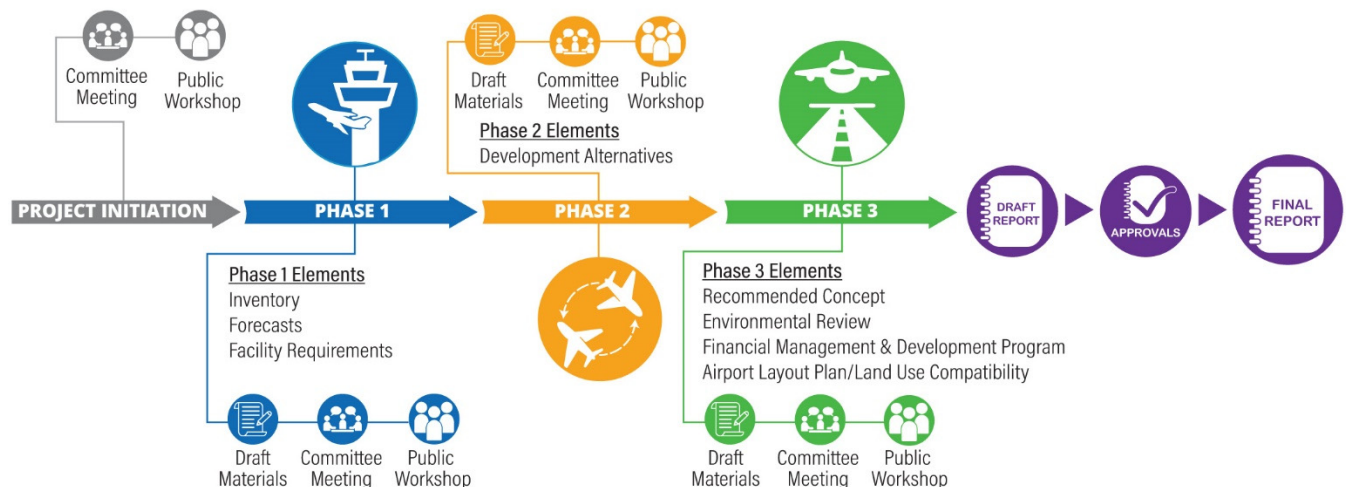 Committee
Meeting
Public
Workshop
PROJECT INITIATION
PHASE 1
Phase 1 Elements
Inventory
Forecasts
Facility Requirements
Draft
Materials
Committee
Meeting
Public
Workshop
Draft
Materials
Committee
Meeting
Public
Workshop
Phase 2 Elements
Development Alternatives
PHASE 2
PHASE 3
Phase 3 Elements
Recommended Concept
Environmental Review
Financial Management & Development Program
Airport Layout Plan/Land Use Compatibility
Draft
Materials
Committee
Meeting
Public
Workshop
DRAFT
REPORT
APPROVALS
FINAL
REPORT